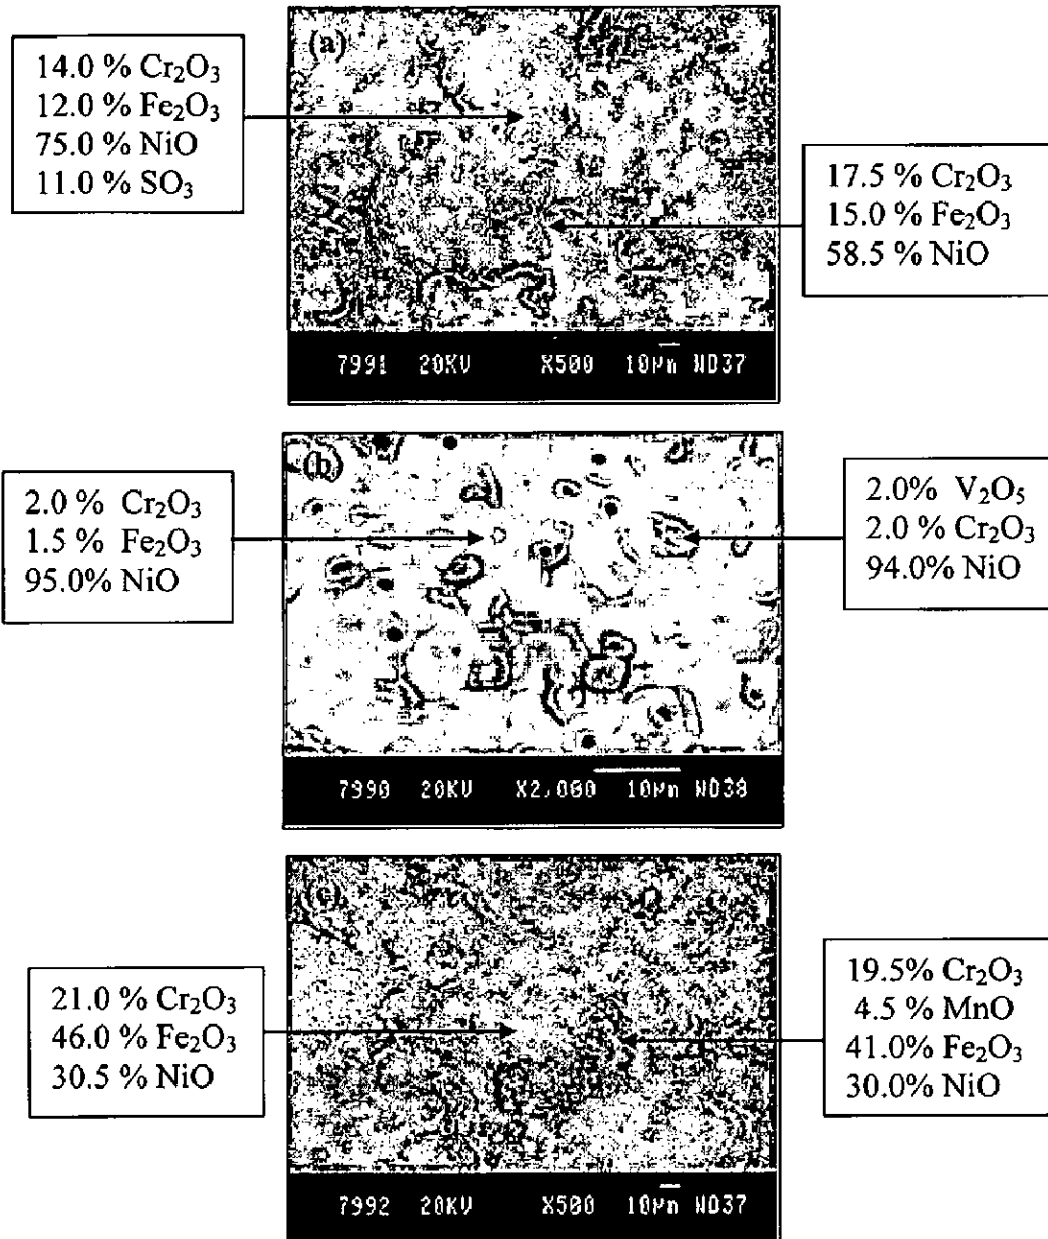 (a)
14.0 % Cr₂O₃
12.0 % Fe₂O₃
75.0 % NiO
11.0 % SO₃
17.5 % Cr₂O₃
15.0 % Fe₂O₃
58.5 % NiO
7991 20KV X500 10µm WD37
(b)
2.0 % Cr₂O₃
1.5 % Fe₂O₃
95.0% NiO
2.0% V₂O₅
2.0 % Cr₂O₃
94.0% NiO
7990 20KV X2,000 10µm WD38
(c)
21.0 % Cr₂O₃
46.0 % Fe₂O₃
30.5 % NiO
19.5% Cr₂O₃
4.5 % MnO
41.0% Fe₂O₃
30.0% NiO
7992 20KV X500 10µm WD37